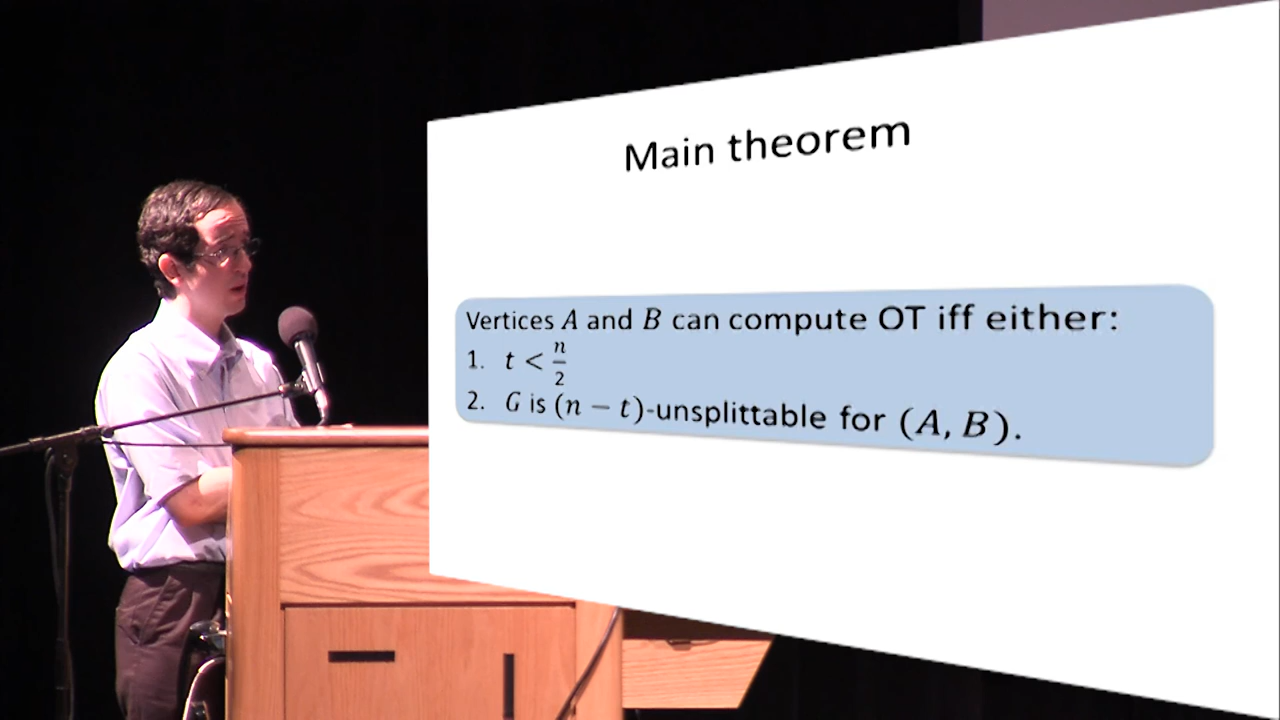 Main theorem
Vertices A and B can compute OT iff either:
1. t < n/2
2. G is (n − t)-unsplittable for (A, B).